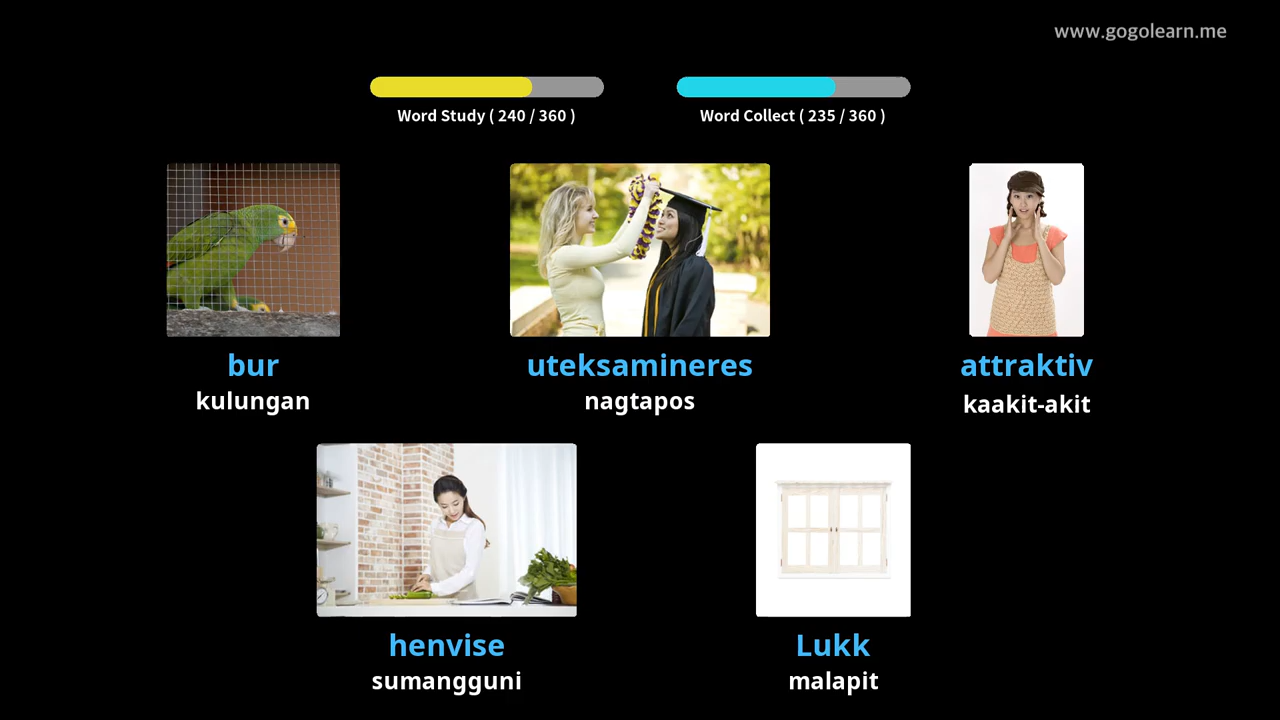 www.gogolearn.me
Word Study ( 240 / 360 )
Word Collect ( 235 / 360 )
bur
kulungan
uteksamineres
nagtapos
attraktiv
kaakit-akit
henvise
sumangguni
Lukk
malapit